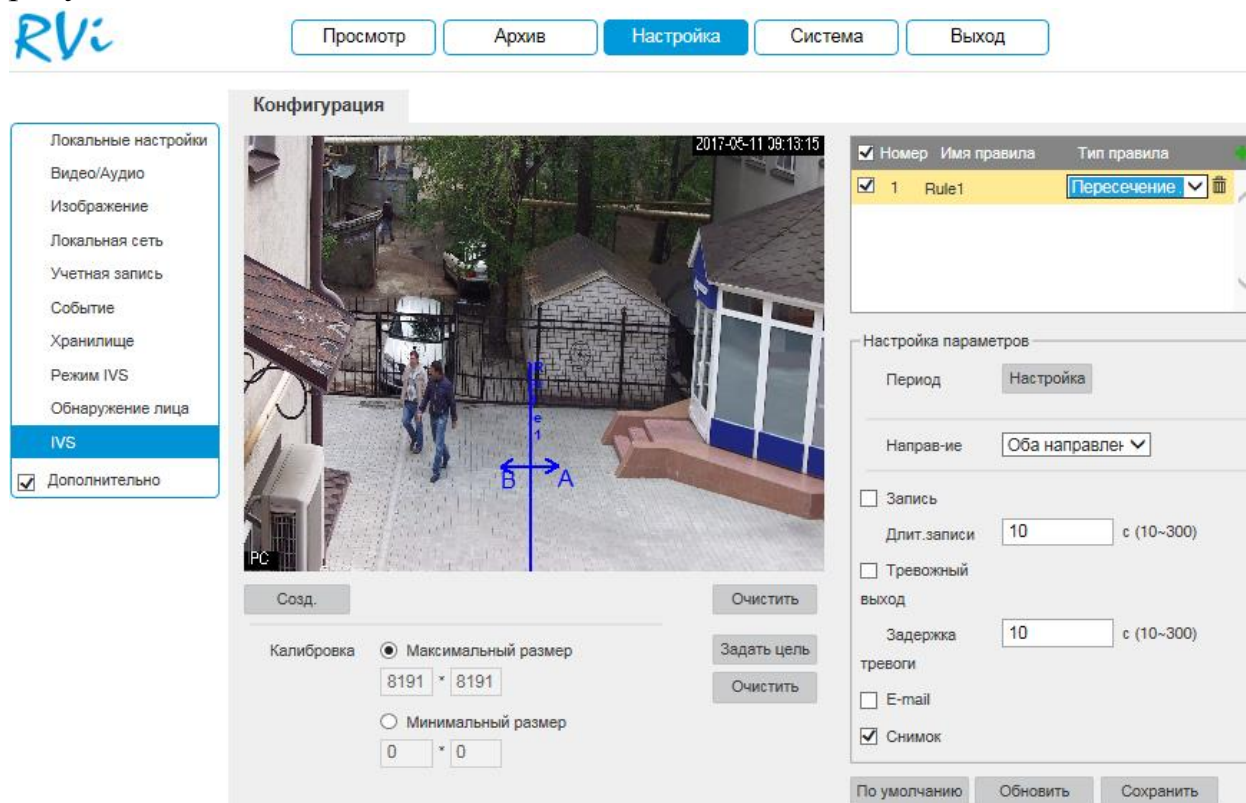 RVi
Просмотр Архив Настройка Система Выход
Конфигурация
Локальные настройки
Видео/Аудио
Изображение
Локальная сеть
Учетная запись
Событие
Хранилище
Режим IVS
Обнаружение лица
IVS
Дополнительно
2017-05-11 09:13:15
Rule1
B A
IPC
Созд. Очистить
Калибровка Максимальный размер Задать цель
8191 * 8191 Очистить
Минимальный размер
0 * 0
Номер Имя правила Тип правила
1 Rule1 Пересечение
Настройка параметров
Период Настройка
Направ-ие Оба направлен
Запись
Длит.записи 10 с (10~300)
Тревожный
выход
Задержка 10 с (10~300)
тревоги
E-mail
Снимок
По умолчанию Обновить Сохранить